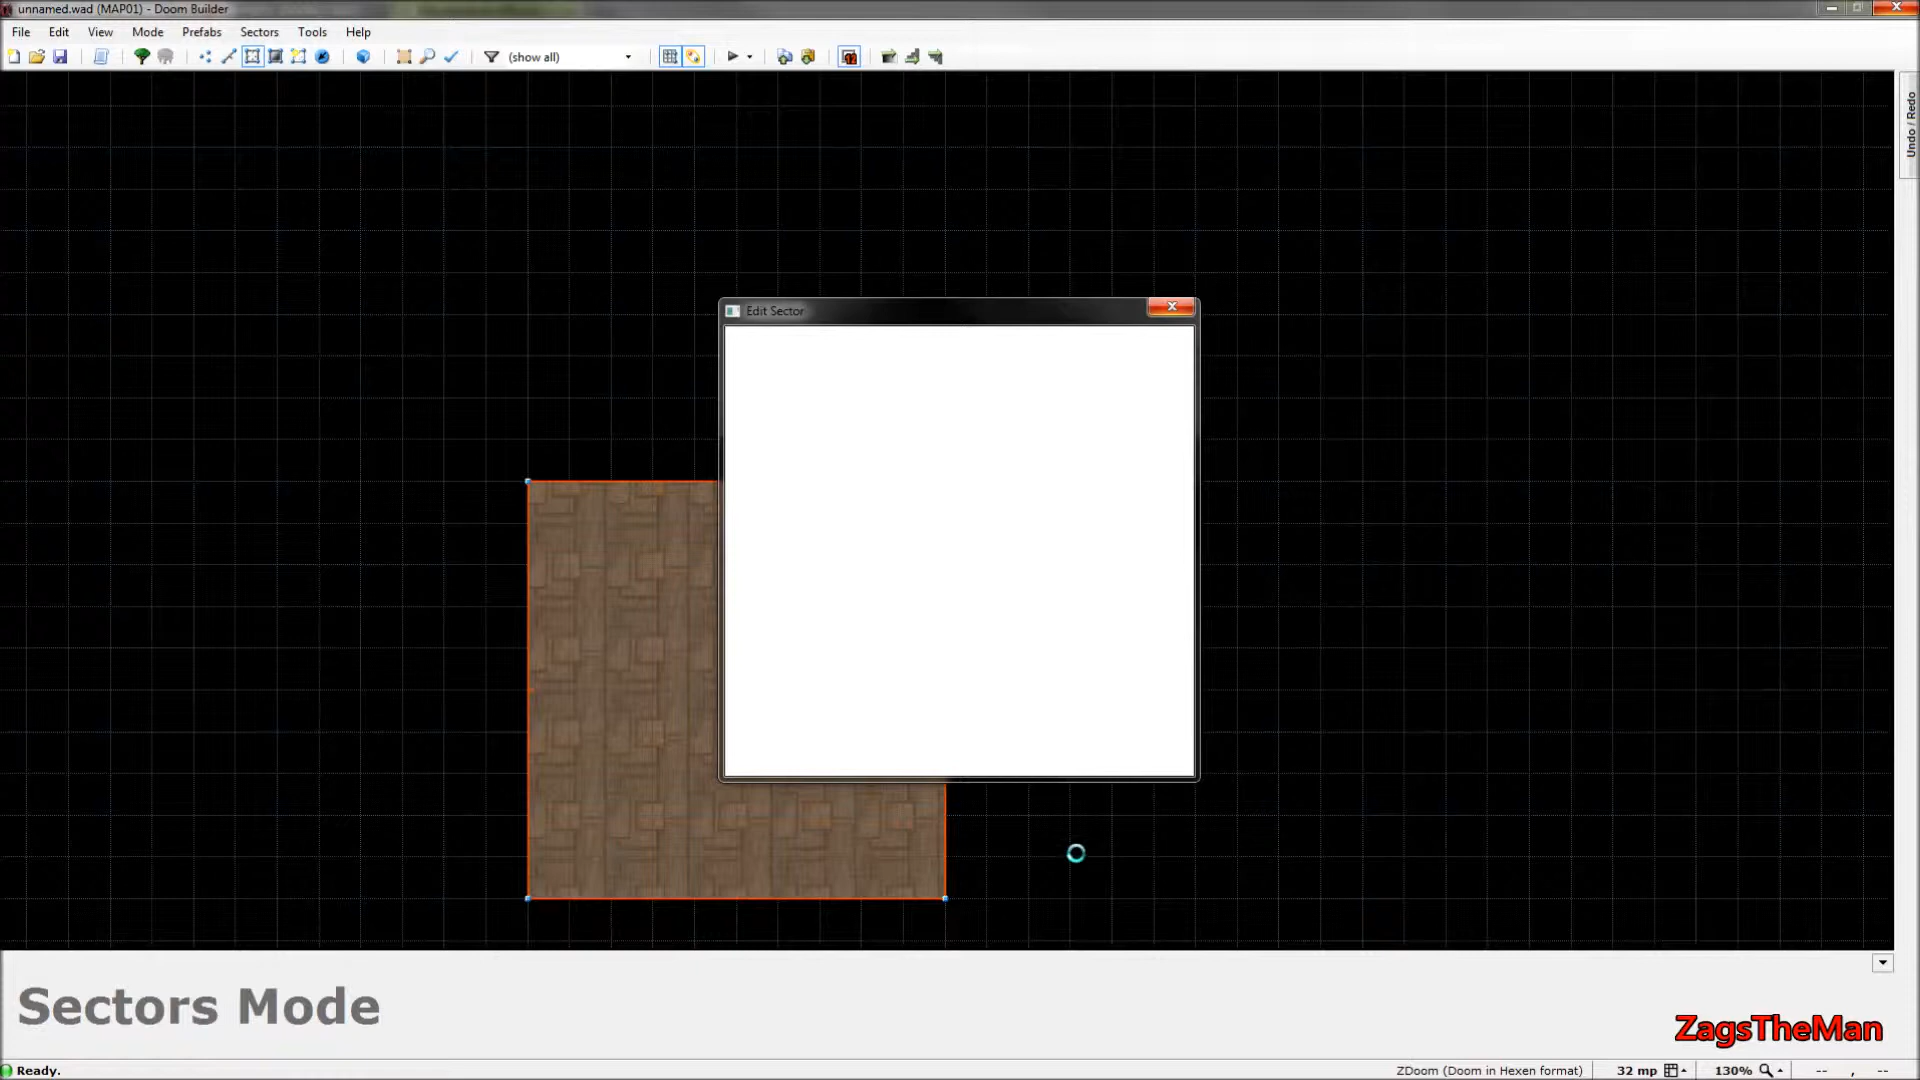 unnamed.wad (MAP01) - Doom Builder
File Edit View Mode Prefabs Sectors Tools Help
(show all)
Undo / Redo
Edit Sector
Sectors Mode
ZagsTheMan
Ready.
ZDoom (Doom in Hexen format) 32 mp 130% -- , --